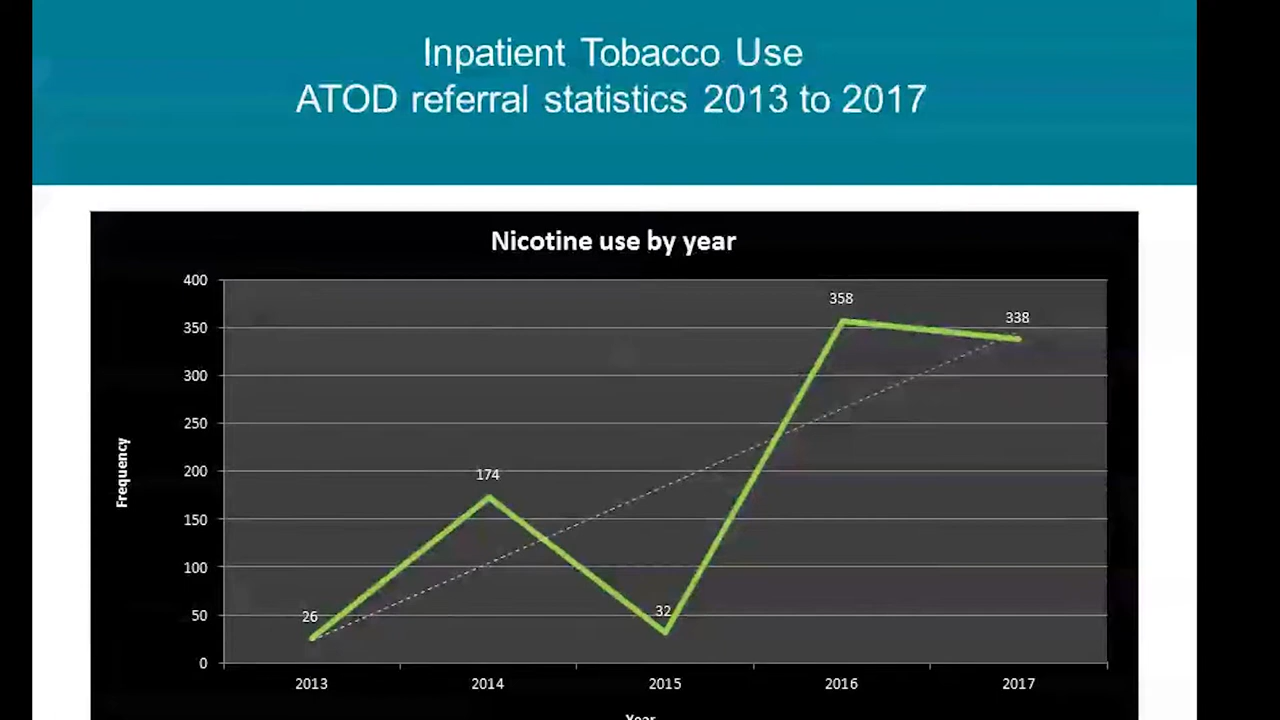 Inpatient Tobacco Use
ATOD referral statistics 2013 to 2017
Nicotine use by year
400
350
300
250
200
150
100
50
0
Frequency
26
174
32
358
338
2013 2014 2015 2016 2017
Year